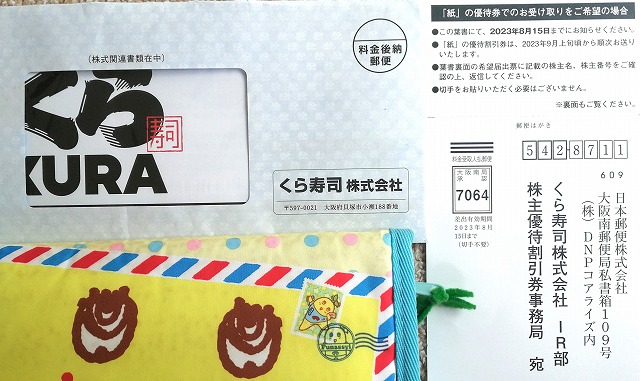 (株式関連書類在中)
料金後納
郵便
くら
寿司
KURA
くら寿司 株式会社
〒597-0021 大阪府貝塚市小瀬188番地
Funassyi
「紙」の優待券でのお受け取りをご希望の場合
●この葉書にて、2023年8月15日までにお知らせください。
●「紙」の優待割引券は、2023年9月上旬頃から順次お送り
いたします。
●葉書裏面の希望届出票に記載の株主名、株主番号をご確
認の上、返信してください。
●切手をお貼りいただく必要はございません。
※裏面もご覧ください。
郵便はがき
5428711
料金受取人払郵便
大阪南局
承認
7064
差出有効期間
2023年8月
15日まで
(切手不要)
609
日本郵便株式会社
大阪南郵便局私書箱109号
(株)DNPコアライズ内
くら寿司株式会社 IR部
株主優待割引券事務局 宛